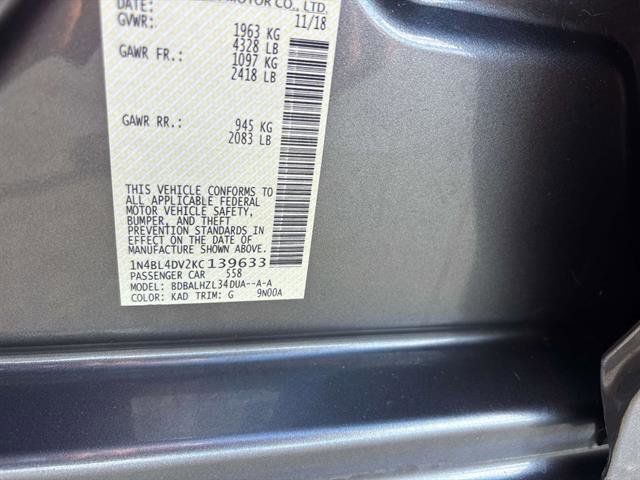 MOTOR CO., LTD.
DATE: 11/18
GVWR: 1963 KG
4328 LB
GAWR FR.: 1097 KG
2418 LB
GAWR RR.: 945 KG
2083 LB
THIS VEHICLE CONFORMS TO
ALL APPLICABLE FEDERAL
MOTOR VEHICLE SAFETY,
BUMPER, AND THEFT
PREVENTION STANDARDS IN
EFFECT ON THE DATE OF
MANUFACTURE SHOWN ABOVE.
1N4BL4DV2KC139633
PASSENGER CAR 558
MODEL: BDBALHZL34DUA--A-A
COLOR: KAD TRIM: G 9N00A